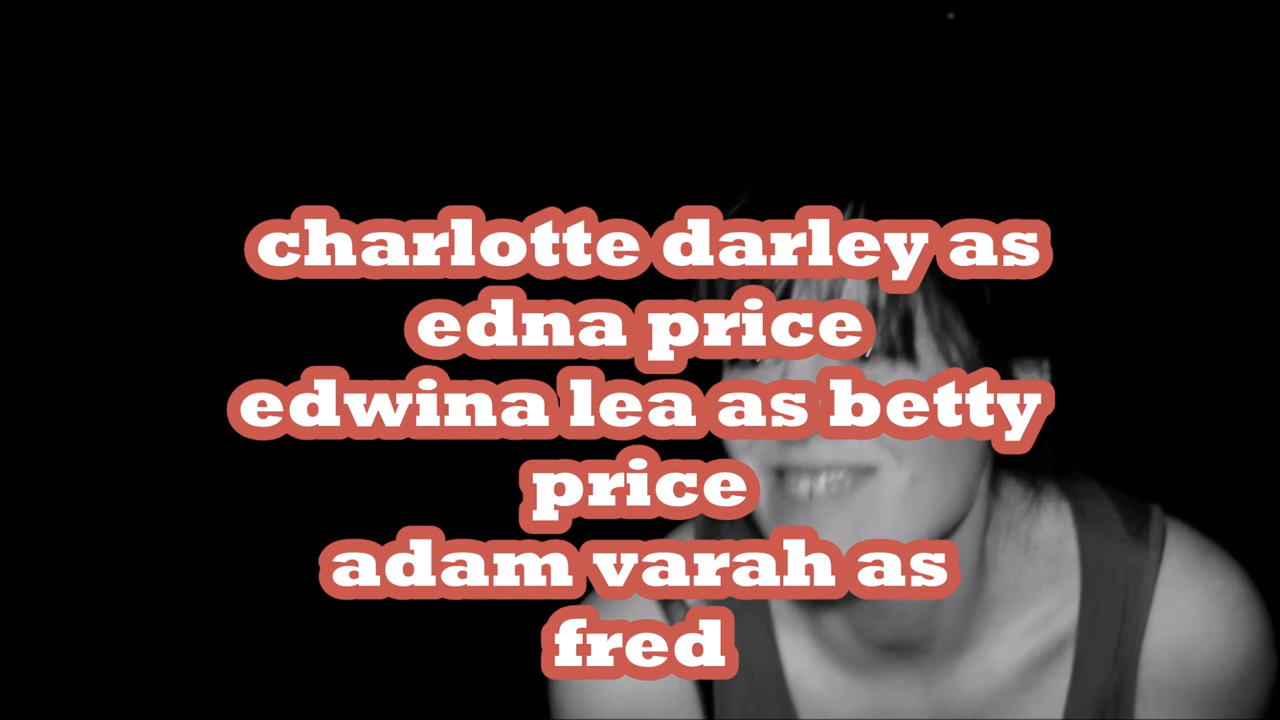 charlotte darley as
edna price
edwina lea as betty
price
adam varah as
fred